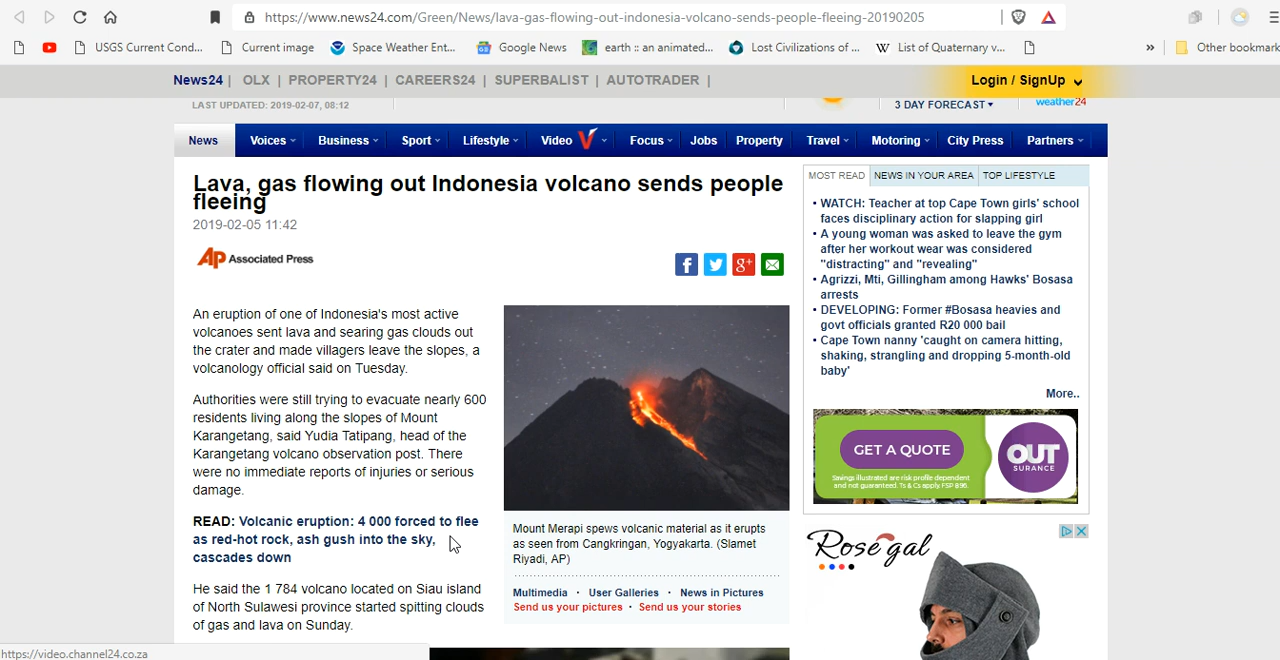 https://www.news24.com/Green/News/lava-gas-flowing-out-indonesia-volcano-sends-people-fleeing-20190205
USGS Current Cond...
Current image
Space Weather Ent...
Google News
earth :: an animated...
Lost Civilizations of ...
W List of Quaternary v...
»
Other bookmark
News24 | OLX | PROPERTY24 | CAREERS24 | SUPERBALIST | AUTOTRADER |
Login / SignUp
LAST UPDATED: 2019-02-07, 08:12
3 DAY FORECAST
weather24
News
Voices
Business
Sport
Lifestyle
Video
Focus
Jobs
Property
Travel
Motoring
City Press
Partners
Lava, gas flowing out Indonesia volcano sends people
fleeing
2019-02-05 11:42
AP Associated Press
f
g+
An eruption of one of Indonesia's most active
volcanoes sent lava and searing gas clouds out
the crater and made villagers leave the slopes, a
volcanology official said on Tuesday.
Authorities were still trying to evacuate nearly 600
residents living along the slopes of Mount
Karangetang, said Yudia Tatipang, head of the
Karangetang volcano observation post. There
were no immediate reports of injuries or serious
damage.
READ: Volcanic eruption: 4 000 forced to flee
as red-hot rock, ash gush into the sky,
cascades down
He said the 1 784 volcano located on Siau island
of North Sulawesi province started spitting clouds
of gas and lava on Sunday.
Mount Merapi spews volcanic material as it erupts
as seen from Cangkringan, Yogyakarta. (Slamet
Riyadi, AP)
Multimedia · User Galleries · News in Pictures
Send us your pictures · Send us your stories
MOST READ
NEWS IN YOUR AREA
TOP LIFESTYLE
• WATCH: Teacher at top Cape Town girls' school
faces disciplinary action for slapping girl
• A young woman was asked to leave the gym
after her workout wear was considered
"distracting" and "revealing"
• Agrizzi, Mti, Gillingham among Hawks' Bosasa
arrests
• DEVELOPING: Former #Bosasa heavies and
govt officials granted R20 000 bail
• Cape Town nanny 'caught on camera hitting,
shaking, strangling and dropping 5-month-old
baby'
More..
GET A QUOTE
Savings illustrated are risk profile dependent
and not guaranteed. Ts & Cs apply. FSP 896.
OUT
SURANCE
Rosegal
https://video.channel24.co.za